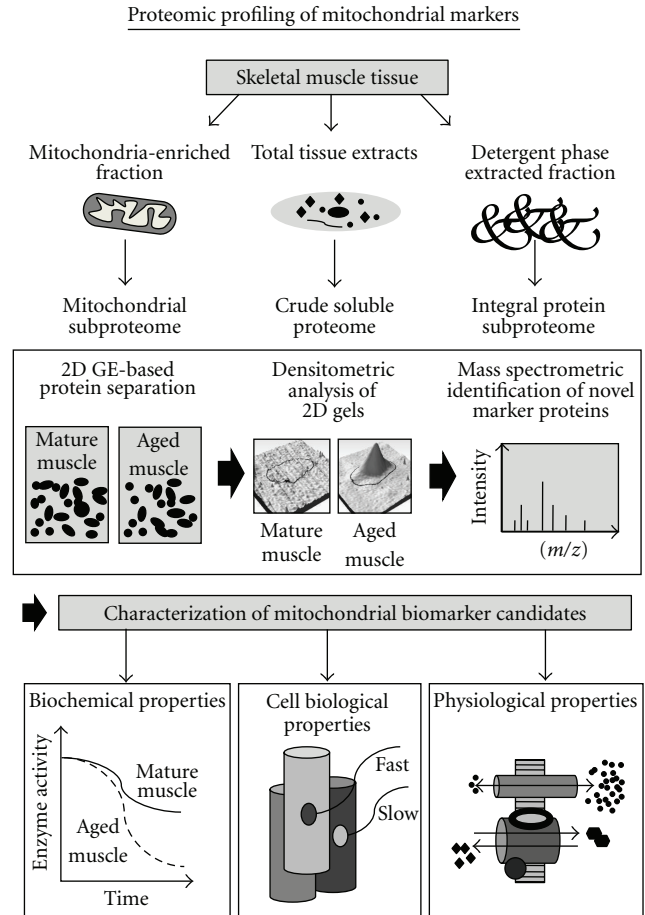 Proteomic profiling of mitochondrial markers
Skeletal muscle tissue
Mitochondria-enriched
fraction
Total tissue extracts
Detergent phase
extracted fraction
&&&
Mitochondrial
subproteome
Crude soluble
proteome
Integral protein
subproteome
2D GE-based
protein separation
Mature
muscle
Aged
muscle
Densitometric
analysis of
2D gels
Mature
muscle
Aged
muscle
Mass spectrometric
identification of novel
marker proteins
Intensity
(m/z)
Characterization of mitochondrial biomarker candidates
Biochemical properties
Enzyme activity
Mature
muscle
Aged
muscle
Time
Cell biological
properties
Fast
Slow
Physiological properties